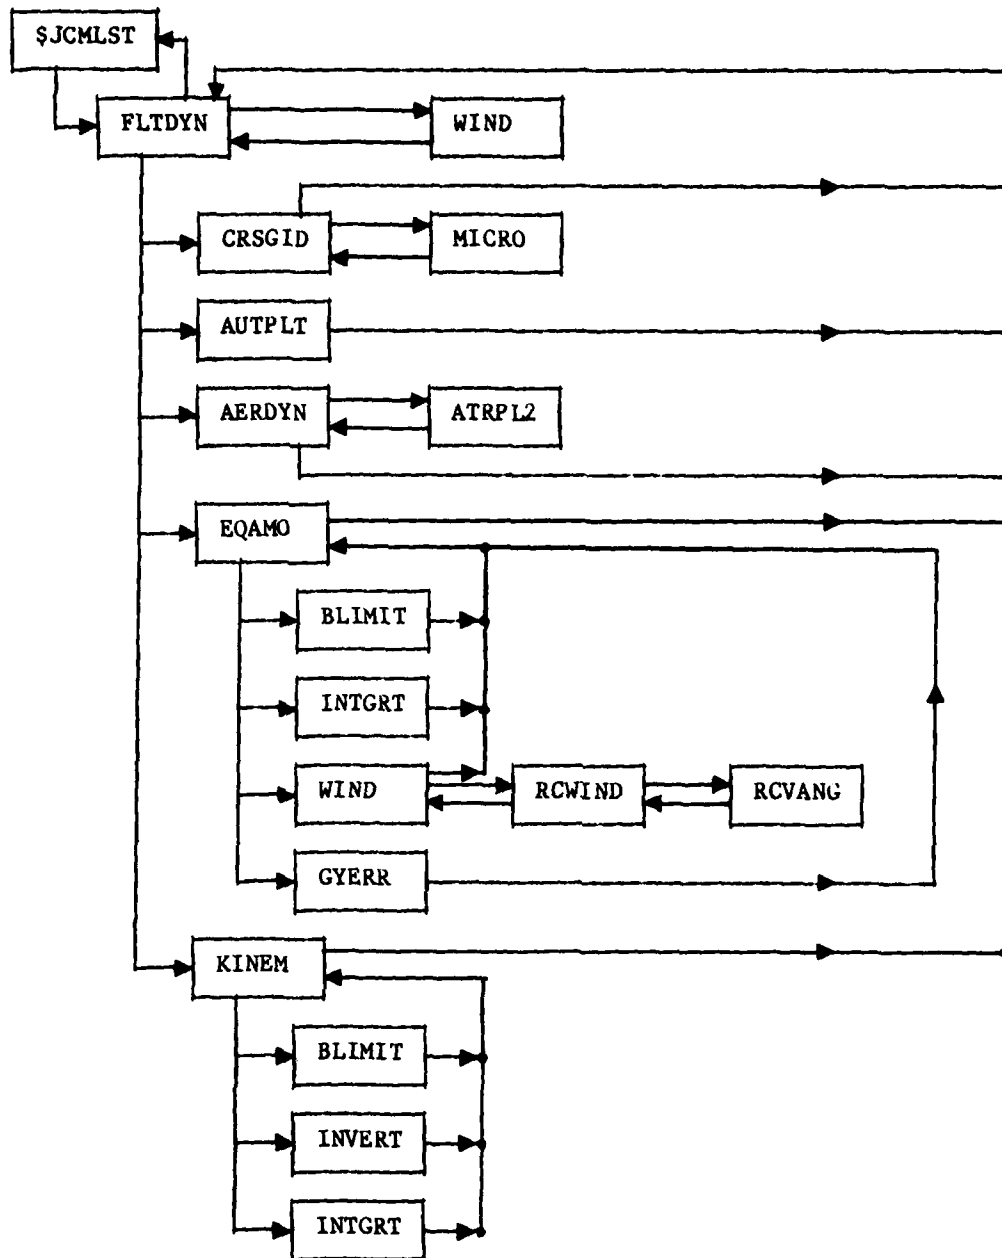 $JCMLST
FLTDYN
WIND
CRSGID
MICRO
AUTPLT
AERDYN
ATRPL2
EQAMO
BLIMIT
INTGRT
WIND
RCWIND
RCVANG
GYERR
KINEM
BLIMIT
INVERT
INTGRT